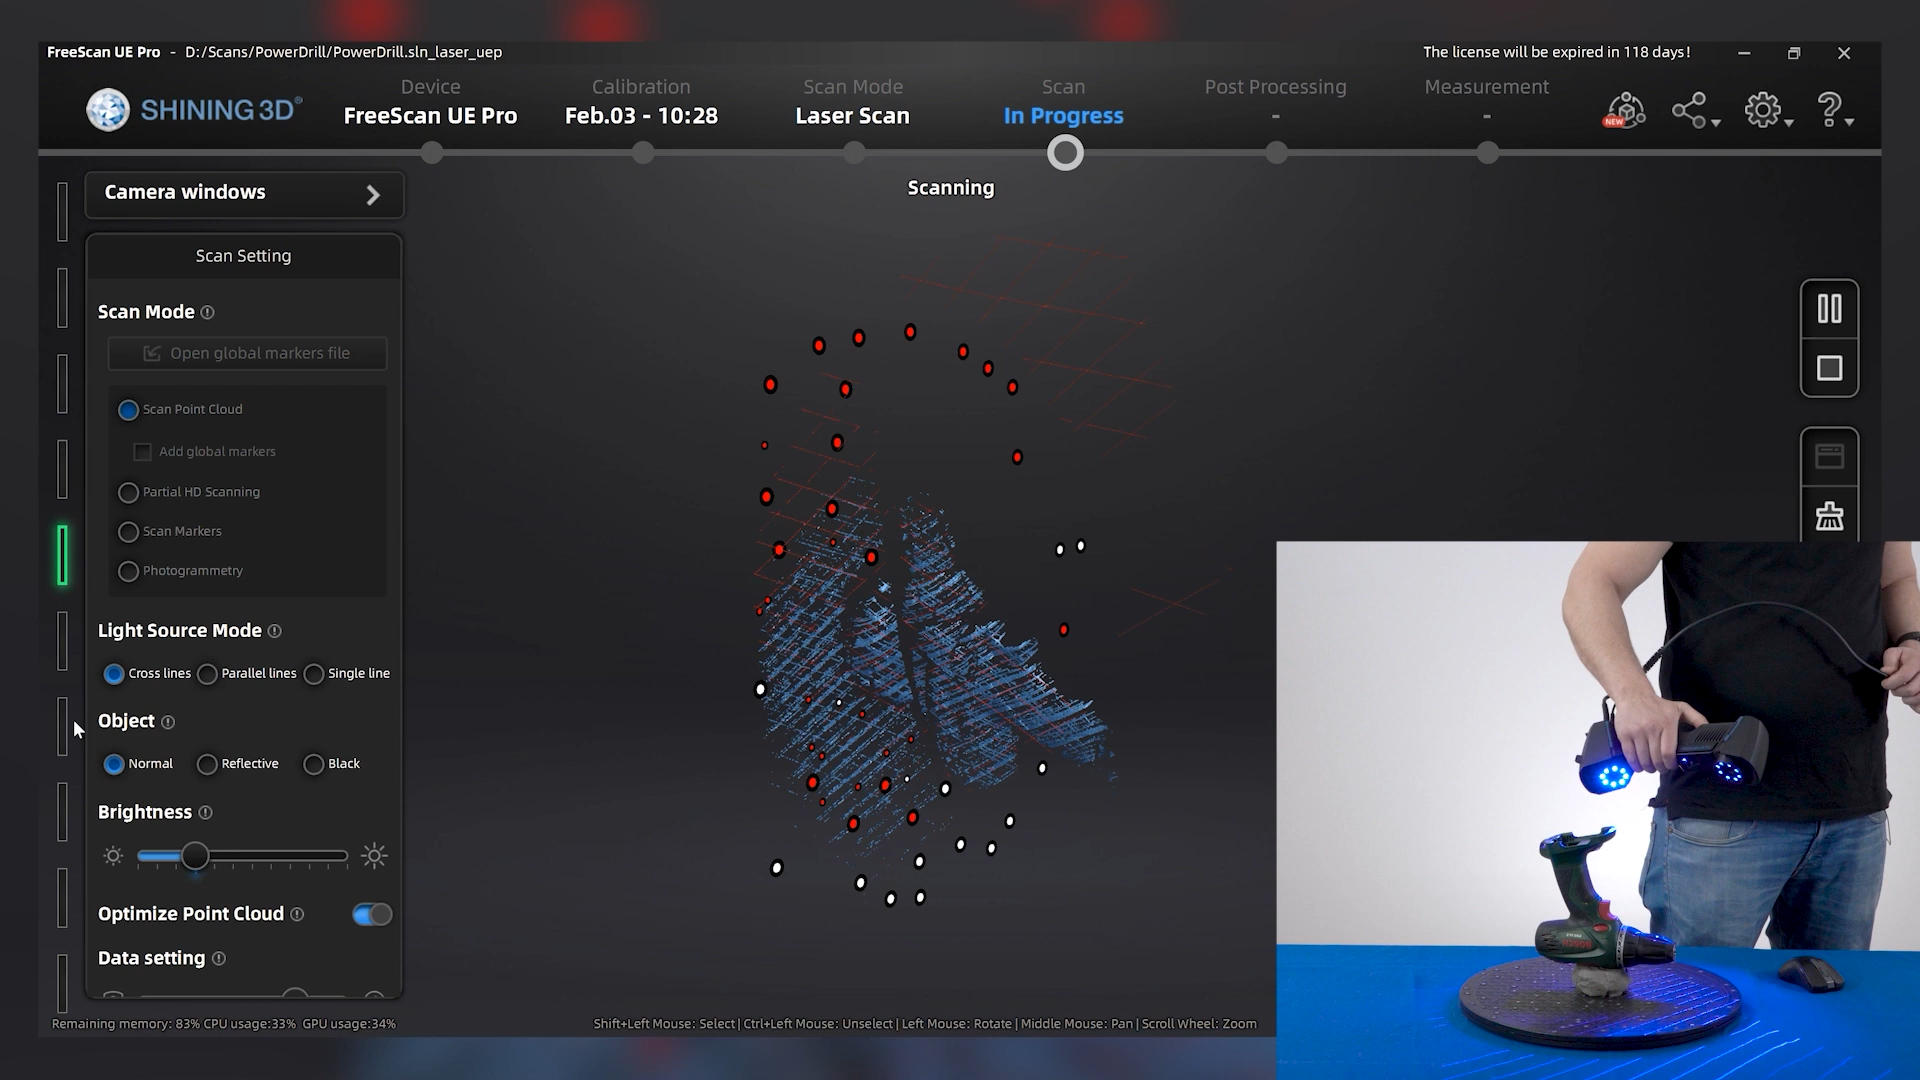 FreeScan UE Pro - D:/Scans/PowerDrill/PowerDrill.sln_laser_uep
The license will be expired in 118 days!
SHINING 3D®
Device
FreeScan UE Pro
Calibration
Feb.03 - 10:28
Scan Mode
Laser Scan
Scan
In Progress
Post Processing
-
Measurement
-
NEW
Camera windows
Scanning
Scan Setting
Scan Mode
Open global markers file
Scan Point Cloud
Add global markers
Partial HD Scanning
Scan Markers
Photogrammetry
Light Source Mode
Cross lines Parallel lines Single line
Object
Normal Reflective Black
Brightness
Optimize Point Cloud
Data setting
Remaining memory: 83% CPU usage:33% GPU usage:34%
Shift+Left Mouse: Select | Ctrl+Left Mouse: Unselect | Left Mouse: Rotate | Middle Mouse: Pan | Scroll Wheel: Zoom
BOSCH